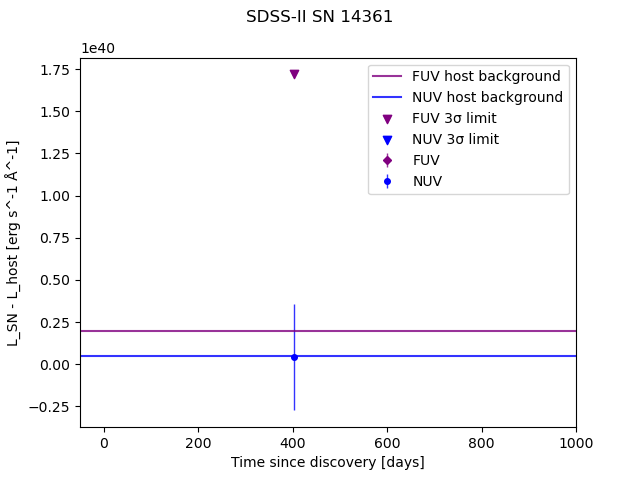 SDSS-II SN 14361
1e40
L_SN - L_host [erg s^-1 Å^-1]
1.75
1.50
1.25
1.00
0.75
0.50
0.25
0.00
−0.25
FUV host background
NUV host background
FUV 3σ limit
NUV 3σ limit
FUV
NUV
0 200 400 600 800 1000
Time since discovery [days]